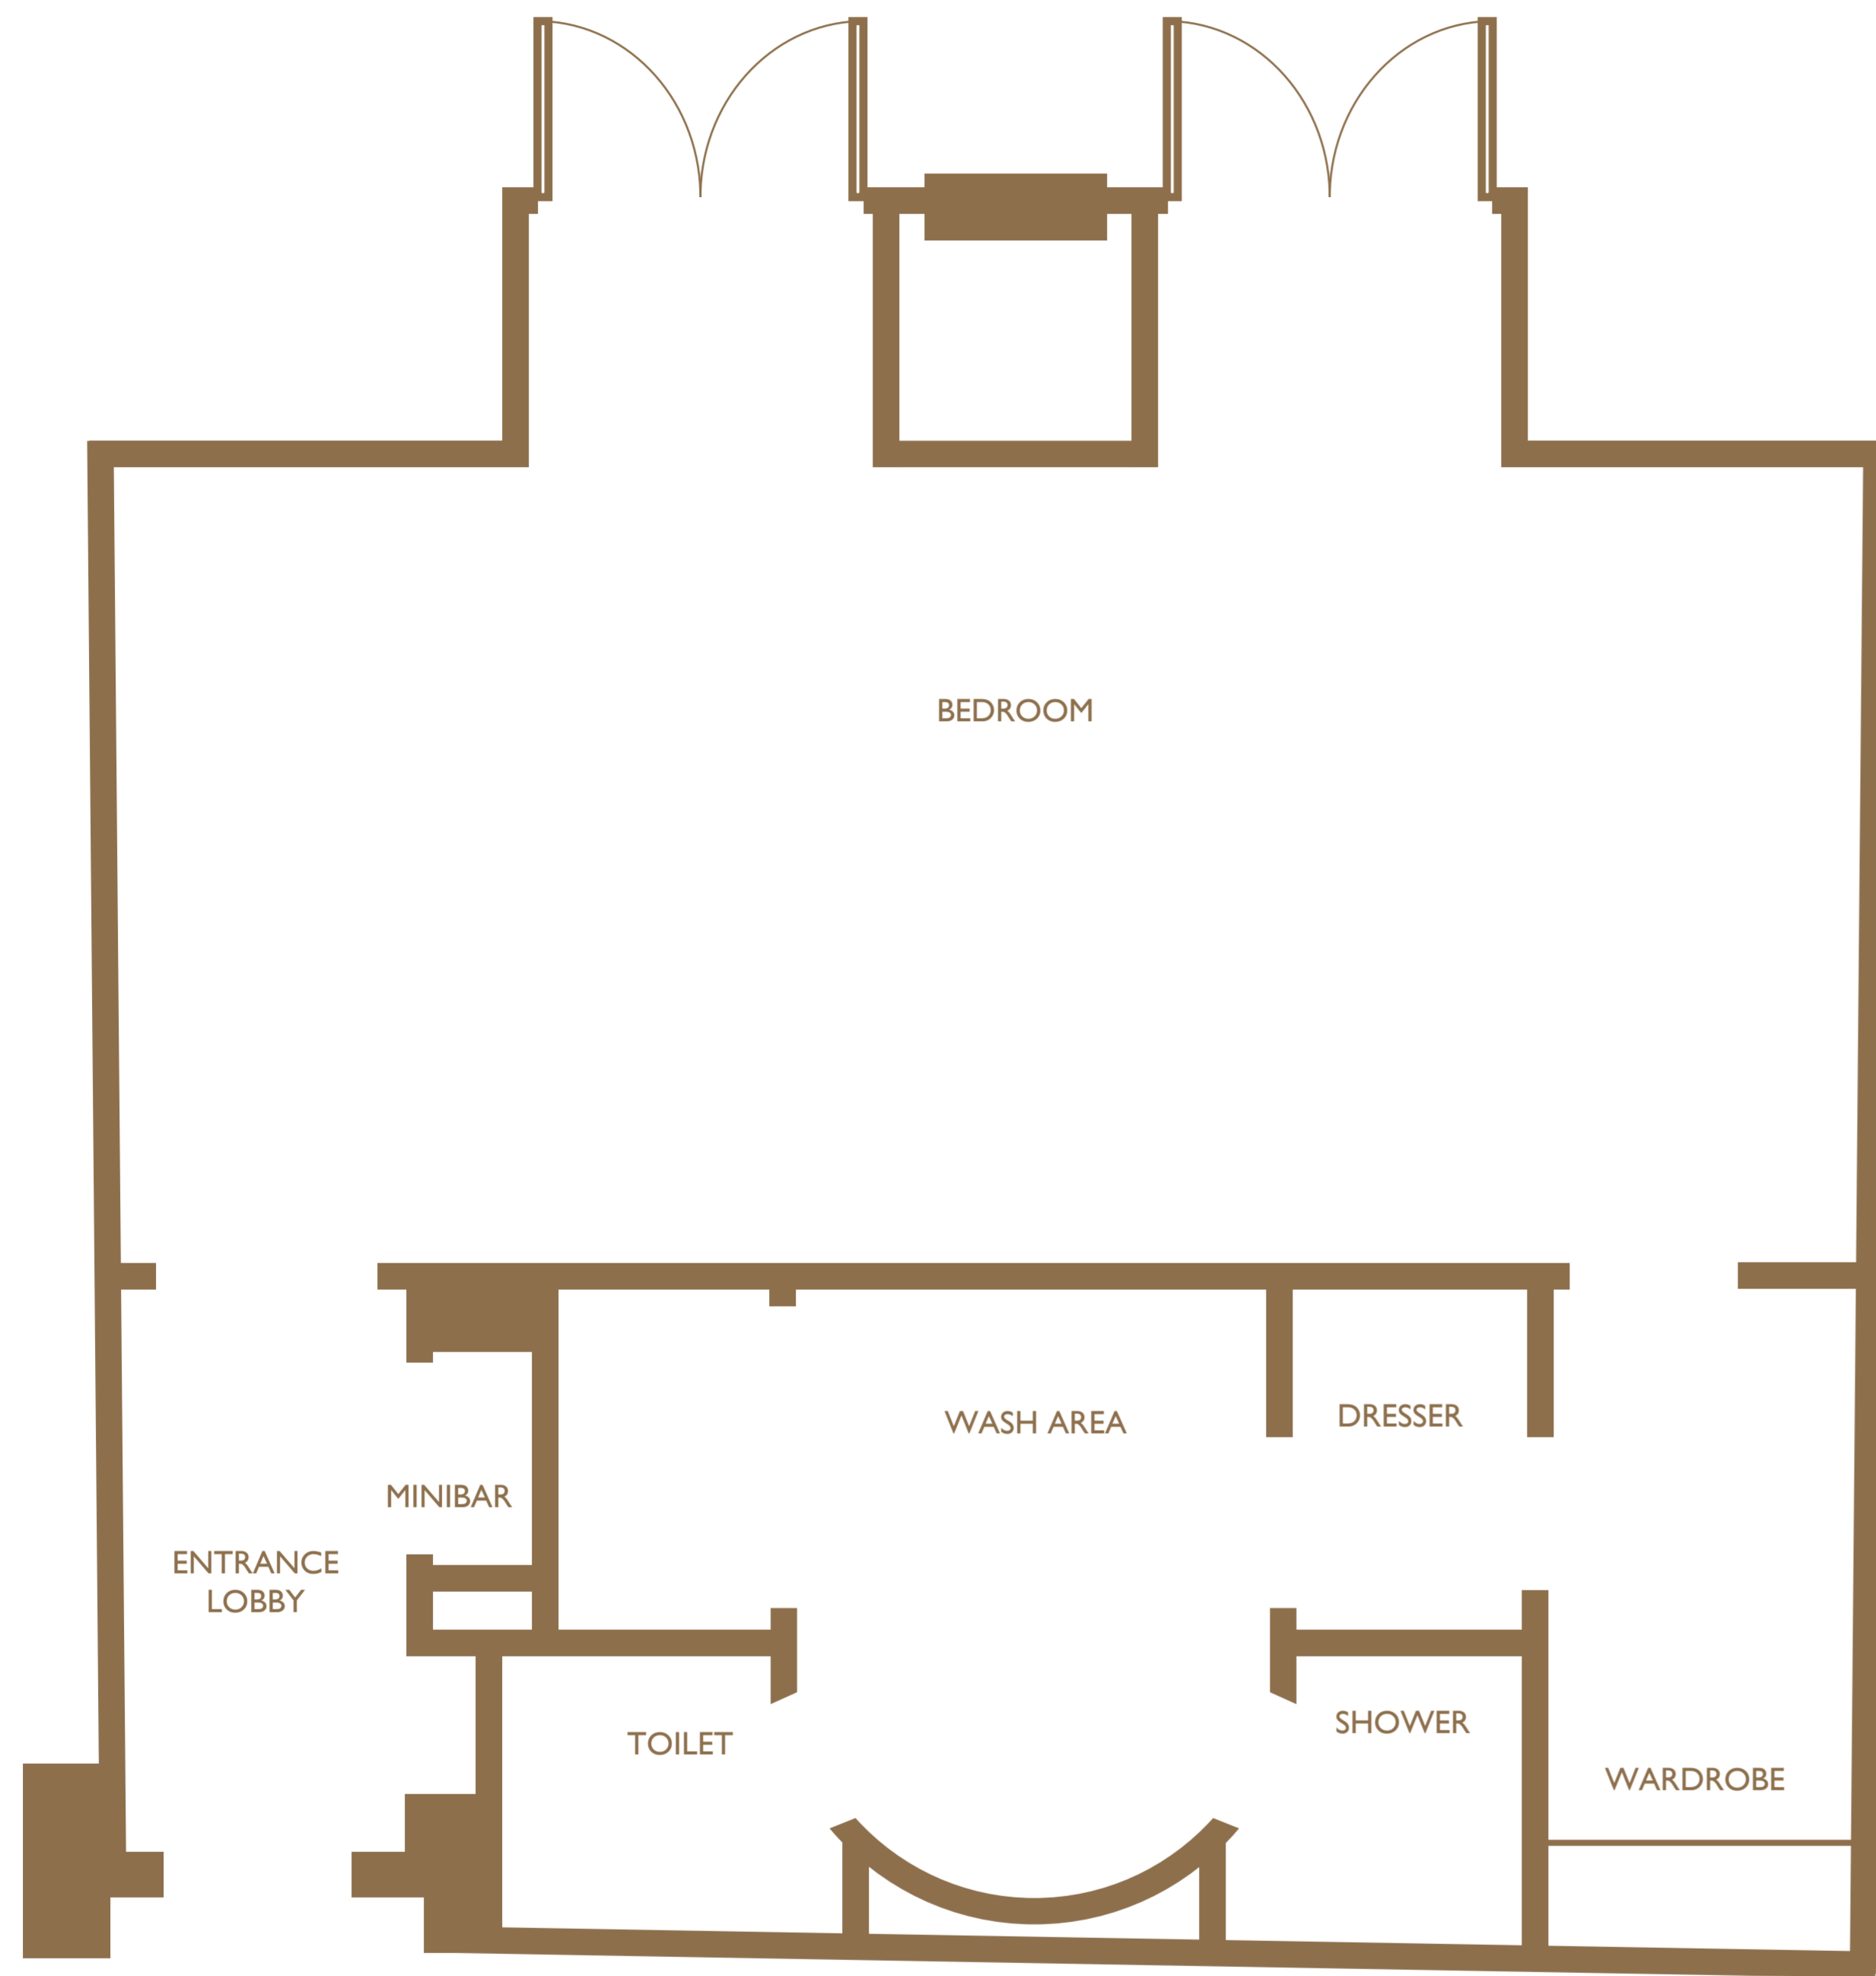 BEDROOM
WASH AREA
DRESSER
MINIBAR
ENTRANCE
LOBBY
TOILET
SHOWER
WARDROBE